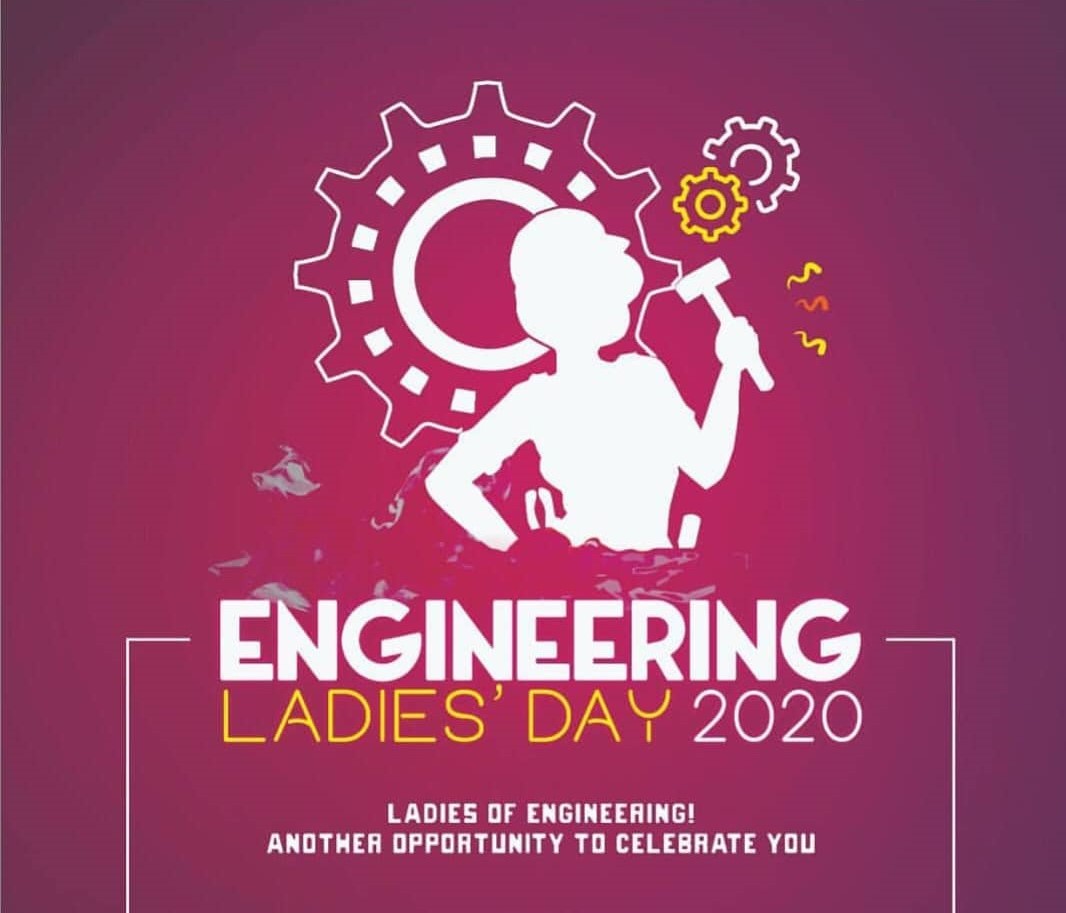 ENGINEERING
LADIES' DAY 2020
LADIES OF ENGINEERING!
ANOTHER OPPORTUNITY TO CELEBRATE YOU